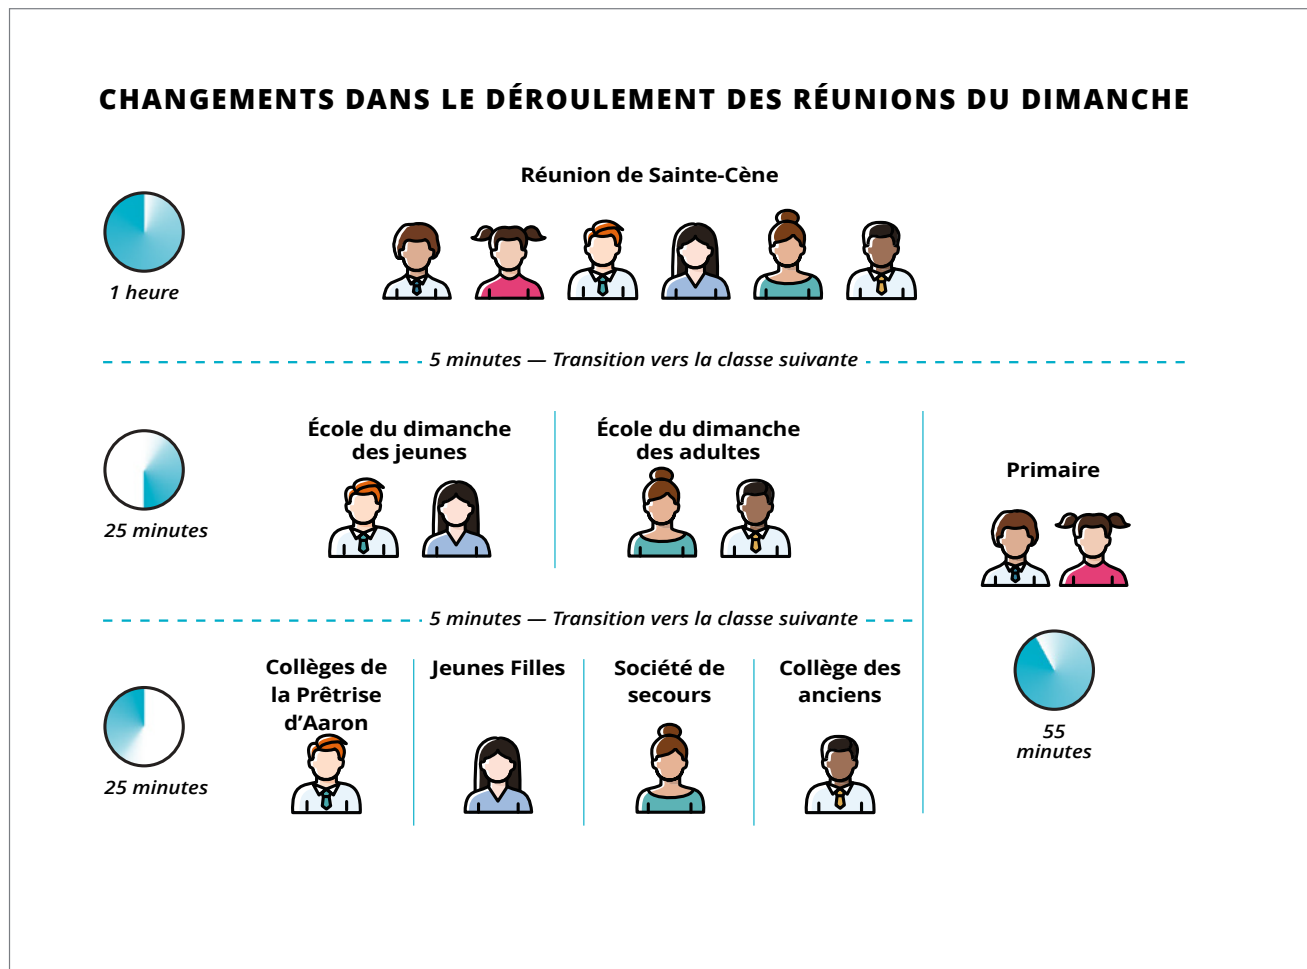 CHANGEMENTS DANS LE DÉROULEMENT DES RÉUNIONS DU DIMANCHE
Réunion de Sainte-Cène
1 heure
5 minutes — Transition vers la classe suivante
École du dimanche
des jeunes
École du dimanche
des adultes
25 minutes
Primaire
55
minutes
5 minutes — Transition vers la classe suivante
Collèges de
la Prêtrise
d’Aaron
Jeunes Filles
Société de
secours
Collège des
anciens
25 minutes